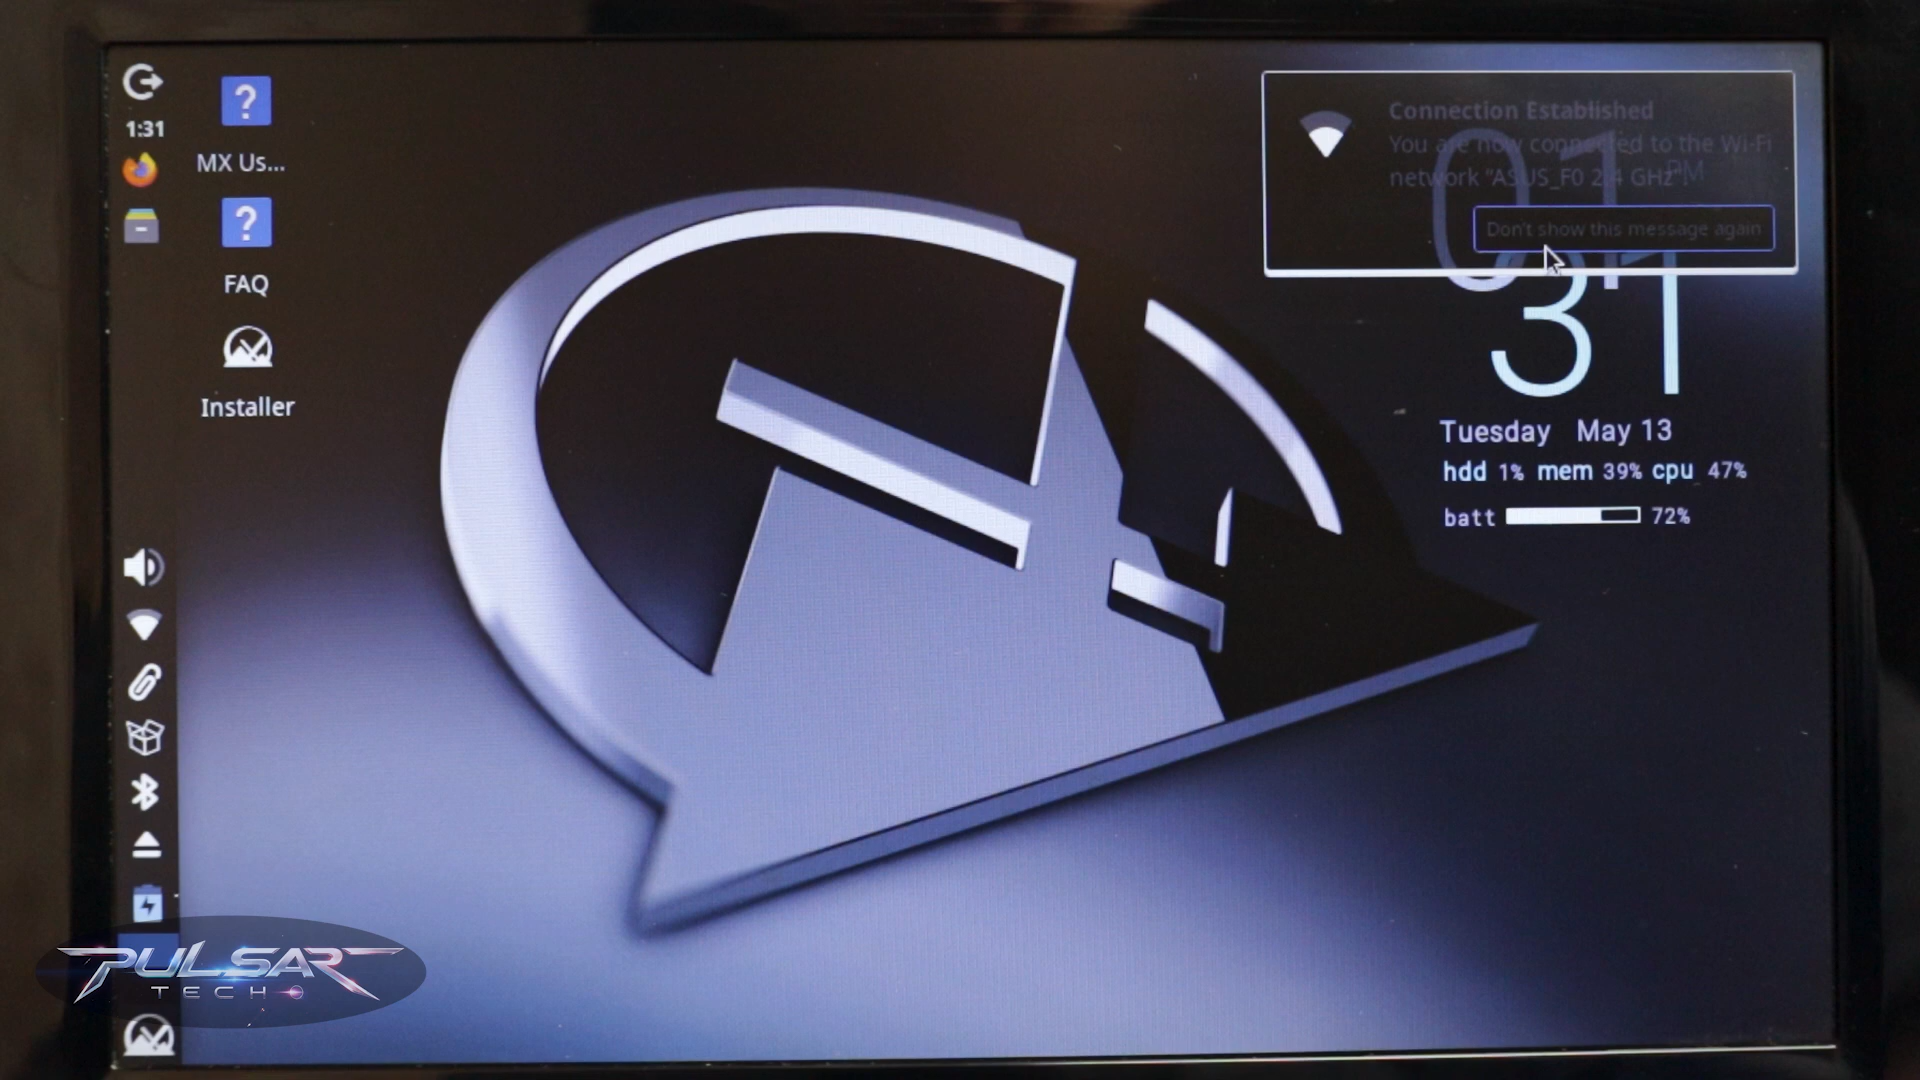 1:31
MX Us...
FAQ
Installer
Connection Established
You are now connected to the Wi-Fi
network "ASUS_F0 2.4 GHz"!
Don't show this message again
01 PM
31
Tuesday May 13
hdd 1% mem 39% cpu 47%
batt 72%
PULSAR
TECH